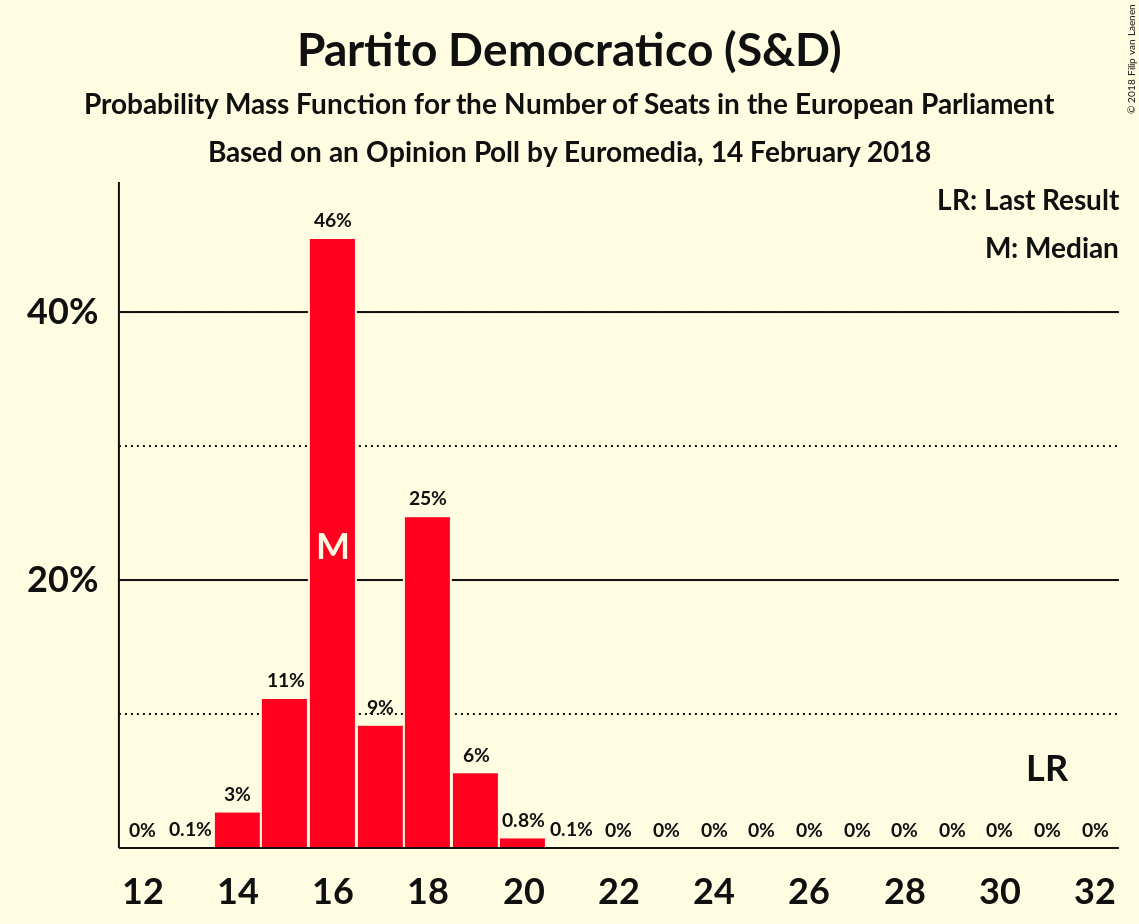 Partito Democratico (S&D)
Probability Mass Function for the Number of Seats in the European Parliament
Based on an Opinion Poll by Euromedia, 14 February 2018
© 2018 Filip van Laenen
LR: Last Result
M: Median
46%
40%
25%
M
20%
11%
9%
6%
LR
3%
0% 0.1% 0.8% 0.1% 0% 0% 0% 0% 0% 0% 0% 0% 0% 0% 0%
12 14 16 18 20 22 24 26 28 30 32